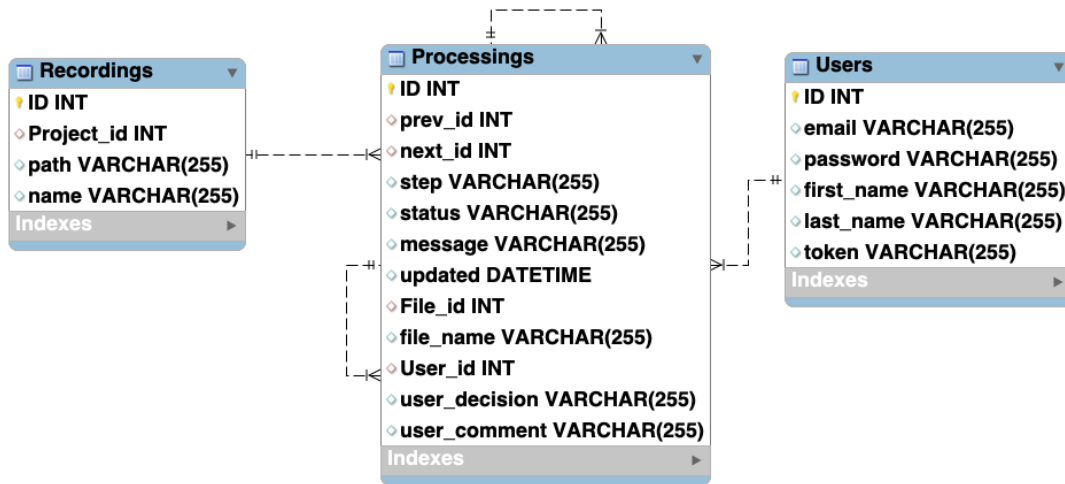 Recordings
ID INT
Project_id INT
path VARCHAR(255)
name VARCHAR(255)
Indexes
Processings
ID INT
prev_id INT
next_id INT
step VARCHAR(255)
status VARCHAR(255)
message VARCHAR(255)
updated DATETIME
File_id INT
file_name VARCHAR(255)
User_id INT
user_decision VARCHAR(255)
user_comment VARCHAR(255)
Indexes
Users
ID INT
email VARCHAR(255)
password VARCHAR(255)
first_name VARCHAR(255)
last_name VARCHAR(255)
token VARCHAR(255)
Indexes